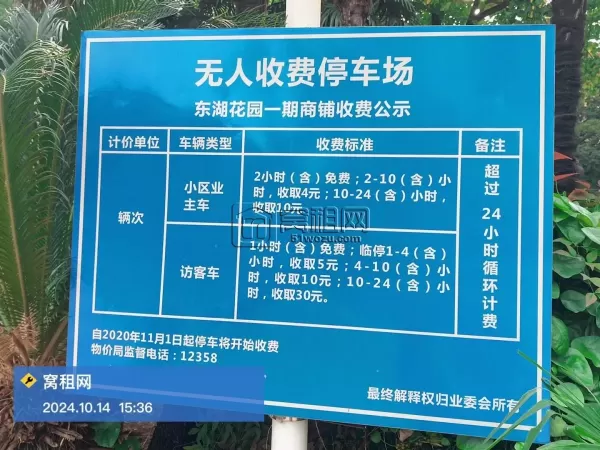 无人收费停车场
东湖花园一期商铺收费公示
计价单位 车辆类型 收费标准 备注
辆次
小区业
主车
2小时（含）免费；2-10（含）小
时，收取4元；10-24（含）小时，
收取10元。
访客车
1小时（含）免费；临停1-4（含）
小时，收取5元；4-10（含）小
时，收取10元；10-24（含）小
时，收取30元。
超过24小时循环计费
窝租网
51wozu.com
自2020年11月1日起停车将开始收费
物价局监督电话：12358
最终解释权归业委会所有
窝租网
2024.10.14 15:36